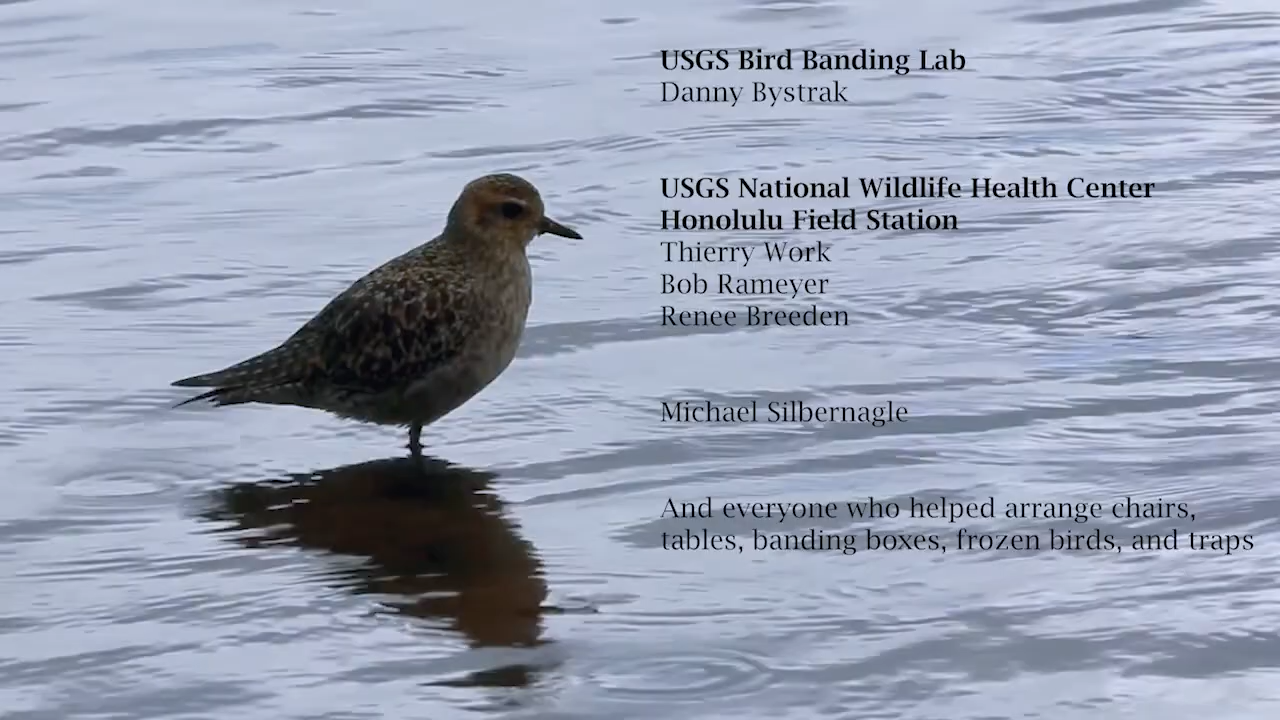 USGS Bird Banding Lab
Danny Bystrak
USGS National Wildlife Health Center
Honolulu Field Station
Thierry Work
Bob Rameyer
Renee Breeden
Michael Silbernagle
And everyone who helped arrange chairs,
tables, banding boxes, frozen birds, and traps